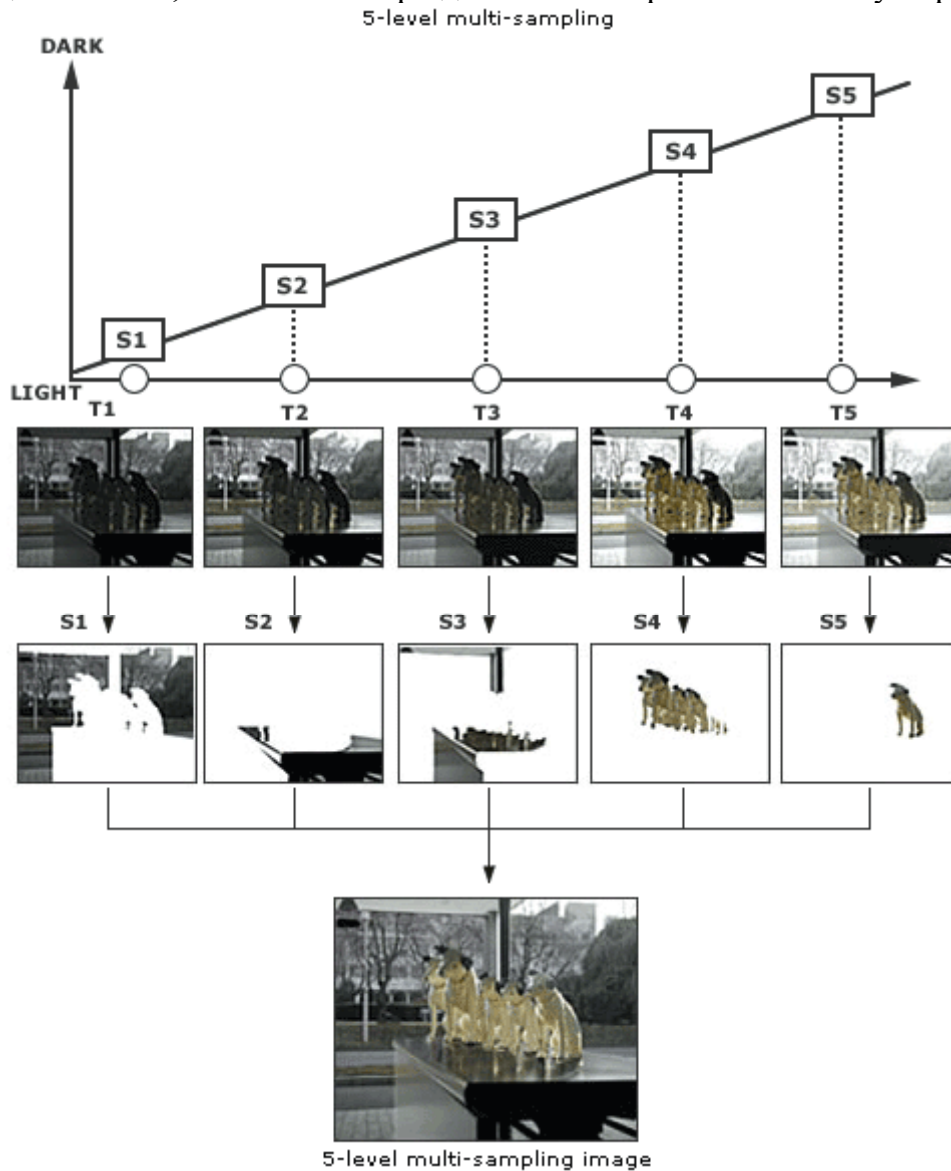 5-level multi-sampling
DARK
S5
S4
S3
S2
S1
LIGHT
T1 T2 T3 T4 T5
S1 S2 S3 S4 S5
5-level multi-sampling image